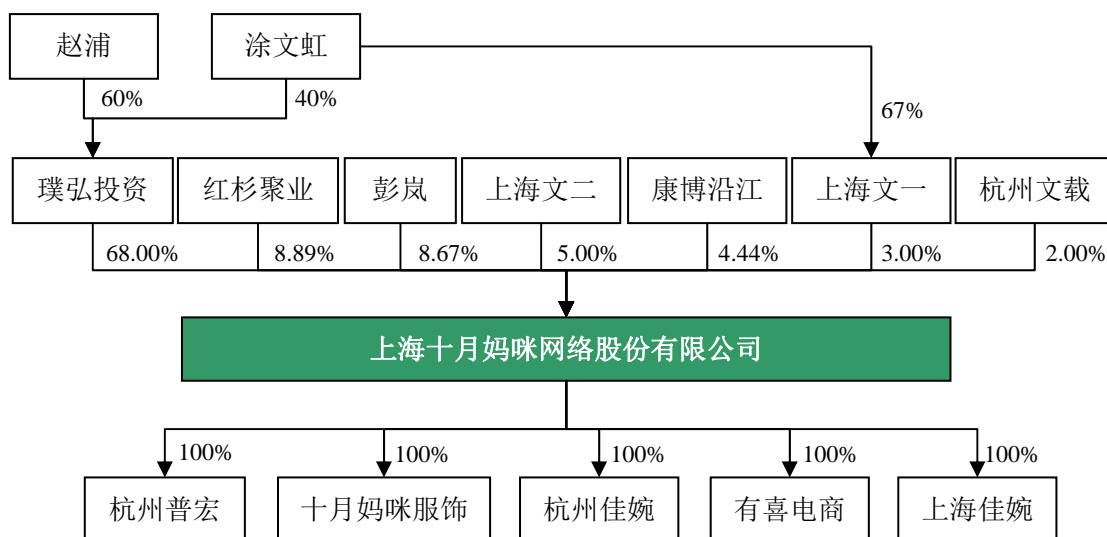 赵浦
涂文虹
60%
40%
67%
璞弘投资
红杉聚业
彭岚
上海文二
康博沿江
上海文一
杭州文载
68.00%
8.89%
8.67%
5.00%
4.44%
3.00%
2.00%
上海十月妈咪网络股份有限公司
100%
100%
100%
100%
100%
杭州普宏
十月妈咪服饰
杭州佳婉
有喜电商
上海佳婉